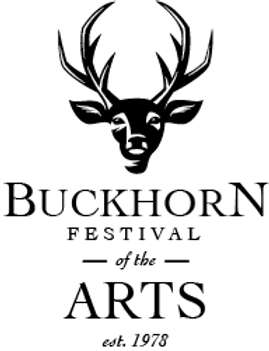 BUCKHORN
FESTIVAL
— of the —
ARTS
est. 1978